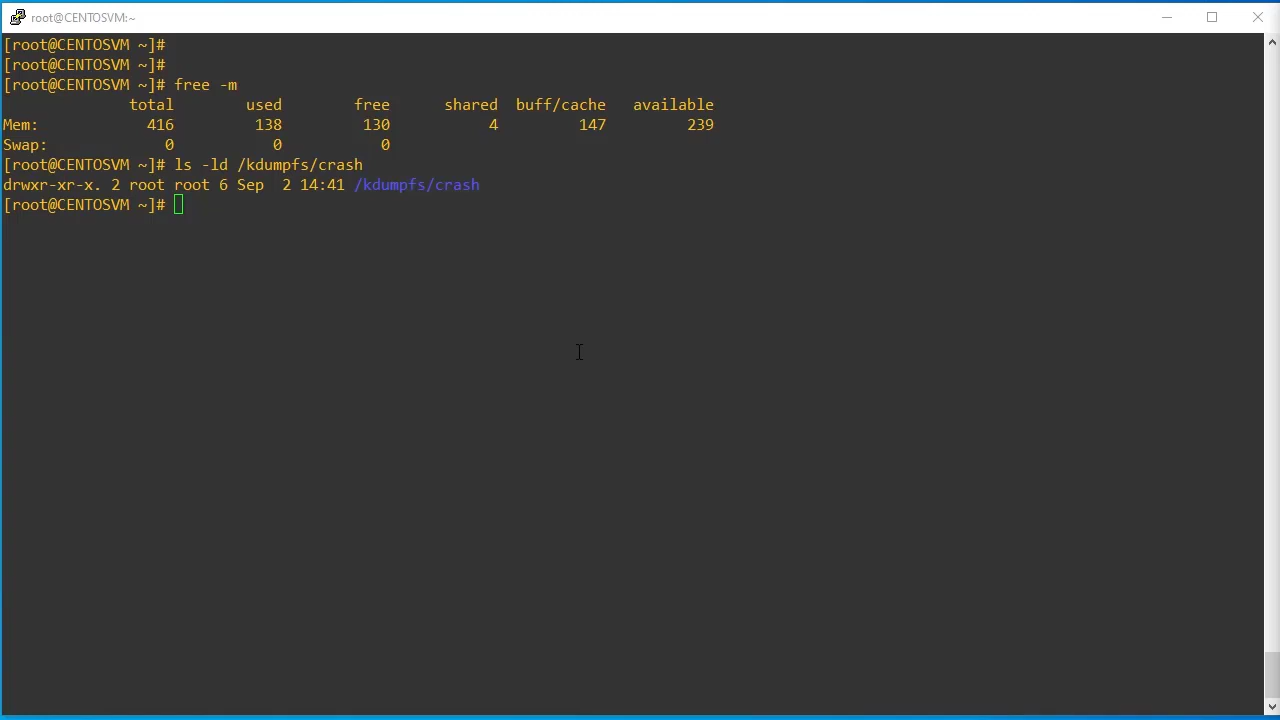 root@CENTOSVM:~
[root@CENTOSVM ~]#
[root@CENTOSVM ~]#
[root@CENTOSVM ~]# free -m
              total        used        free      shared  buff/cache   available
Mem:            416         138         130           4         147         239
Swap:             0           0           0
[root@CENTOSVM ~]# ls -ld /kdumpfs/crash
drwxr-xr-x. 2 root root 6 Sep  2 14:41 /kdumpfs/crash
[root@CENTOSVM ~]#